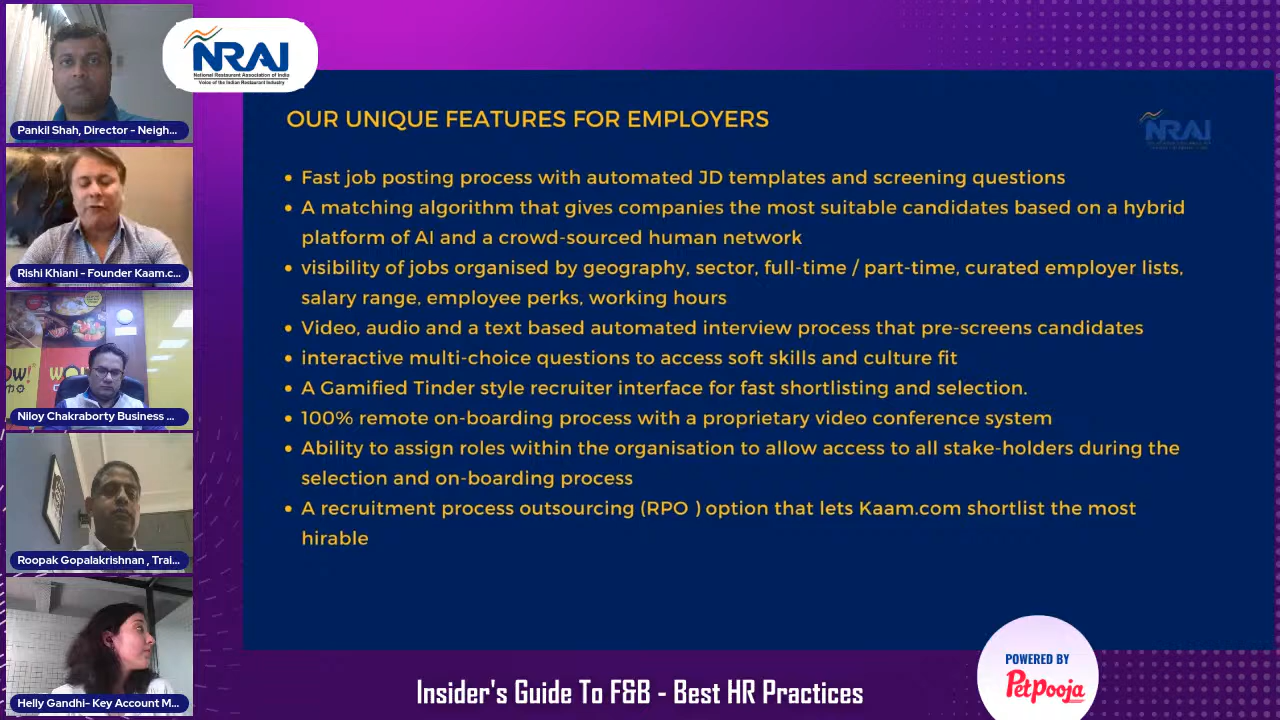 NRAI
National Restaurant Association of India
Voice of the Indian Restaurant Industry
Pankil Shah, Director - Neigh...
Rishi Khiani - Founder Kaam.c...
Niloy Chakraborty Business ...
Roopak Gopalakrishnan , Trai...
Helly Gandhi- Key Account M...
OUR UNIQUE FEATURES FOR EMPLOYERS
NRAI
• Fast job posting process with automated JD templates and screening questions
• A matching algorithm that gives companies the most suitable candidates based on a hybrid
platform of AI and a crowd-sourced human network
• visibility of jobs organised by geography, sector, full-time / part-time, curated employer lists,
salary range, employee perks, working hours
• Video, audio and a text based automated interview process that pre-screens candidates
• interactive multi-choice questions to access soft skills and culture fit
• A Gamified Tinder style recruiter interface for fast shortlisting and selection.
• 100% remote on-boarding process with a proprietary video conference system
• Ability to assign roles within the organisation to allow access to all stake-holders during the
selection and on-boarding process
• A recruitment process outsourcing (RPO ) option that lets Kaam.com shortlist the most
hirable
Insider's Guide To F&B - Best HR Practices
POWERED BY
Petpooja